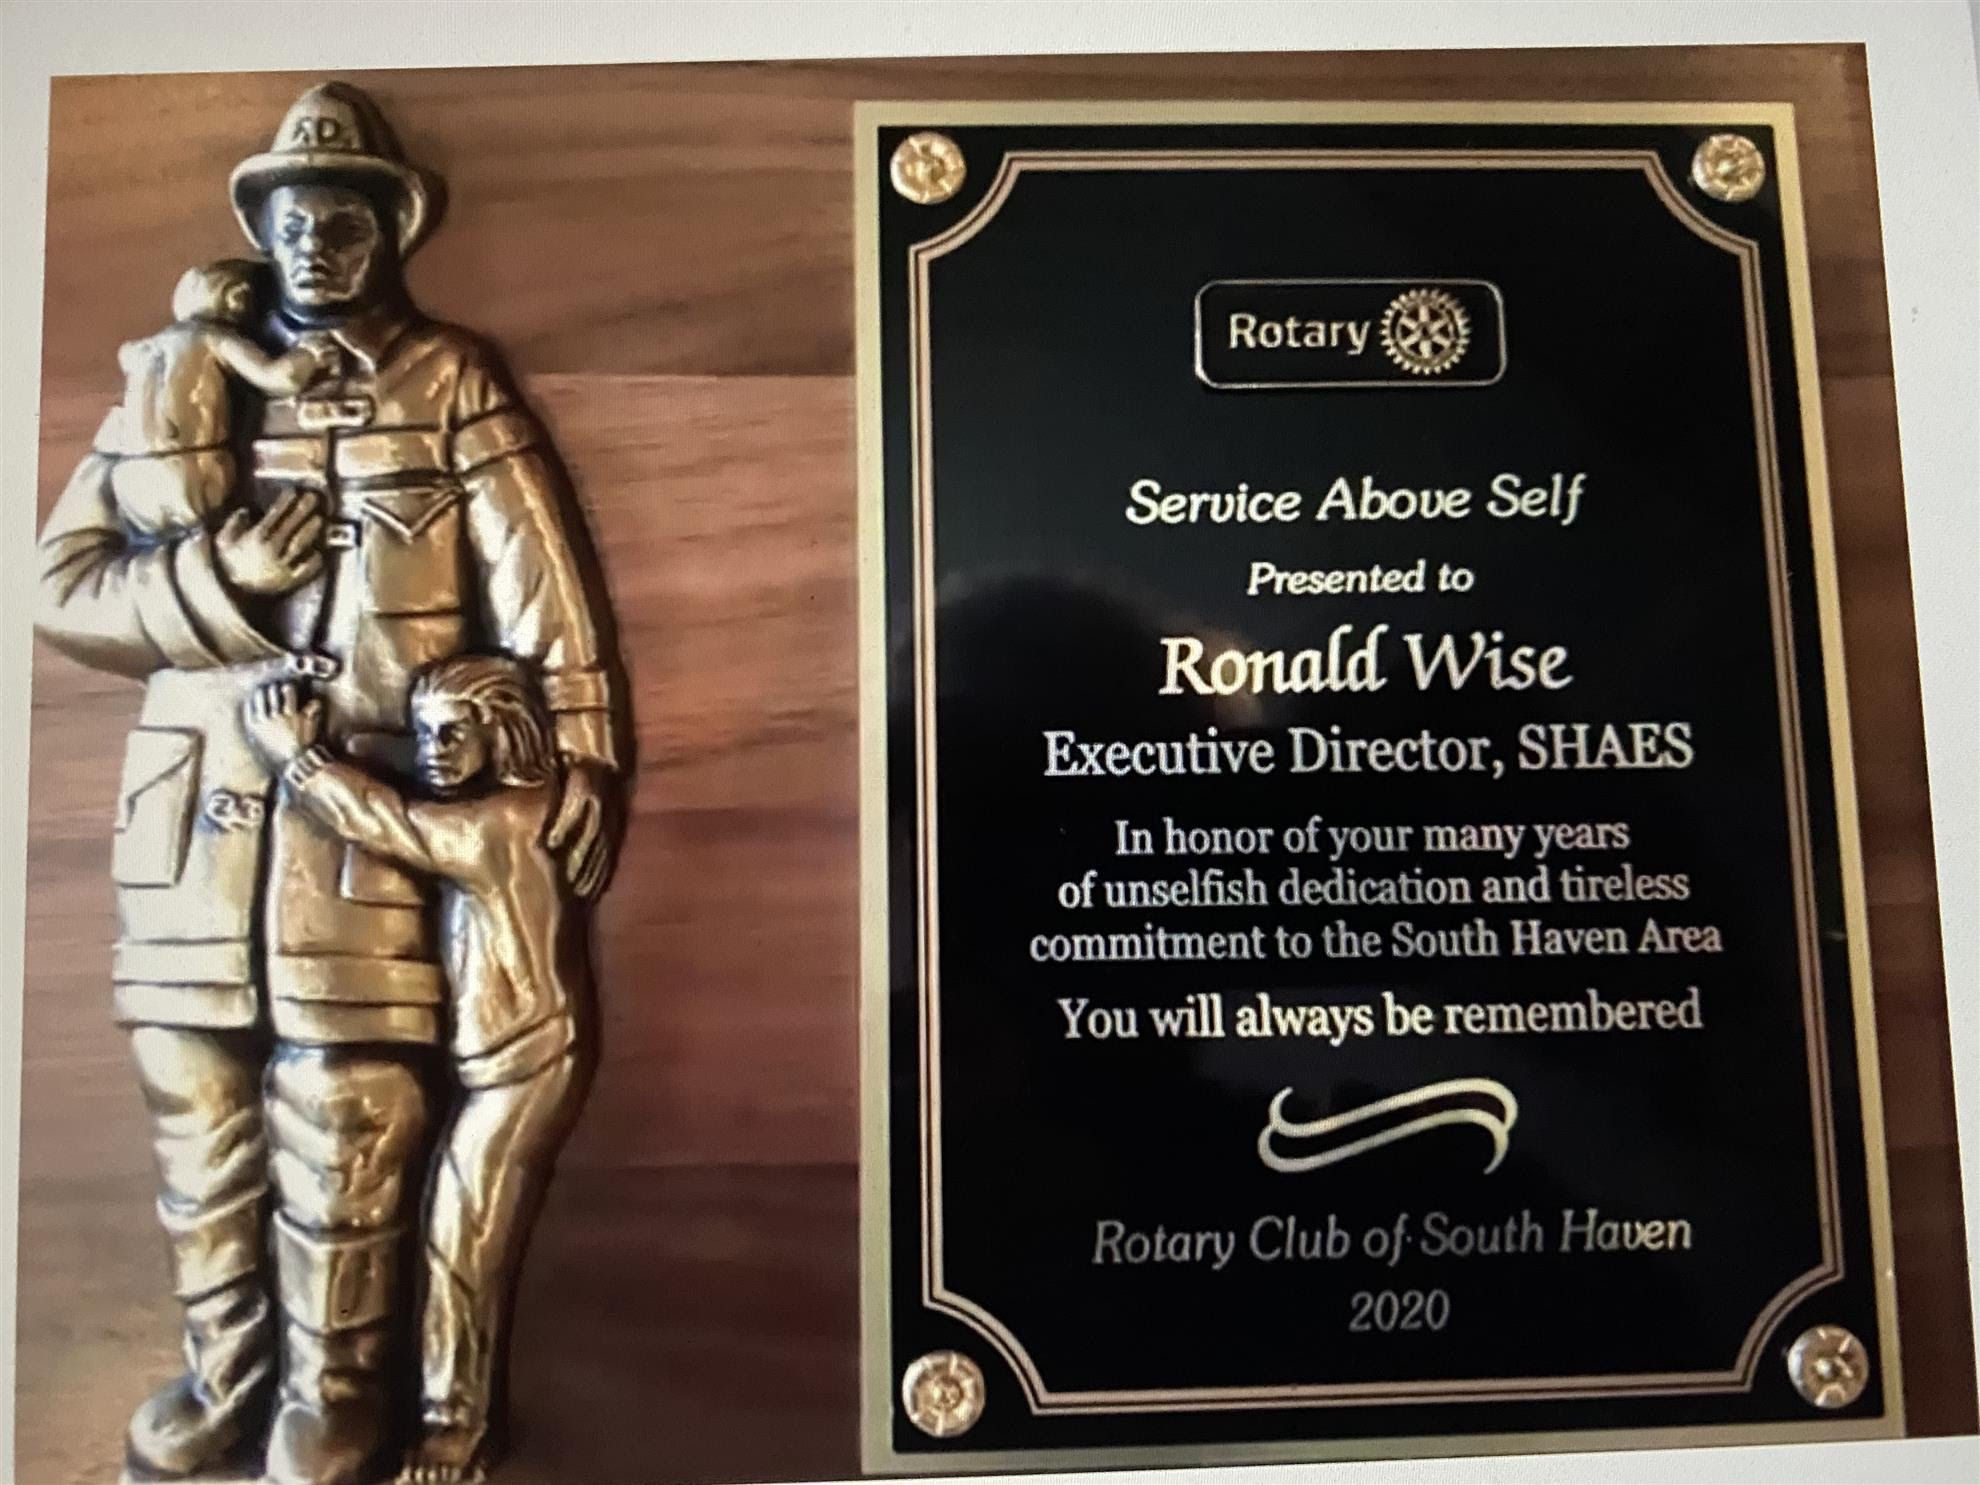 F.D.
Rotary
Service Above Self
Presented to
Ronald Wise
Executive Director, SHAES
In honor of your many years
of unselfish dedication and tireless
commitment to the South Haven Area
You will always be remembered
Rotary Club of South Haven
2020